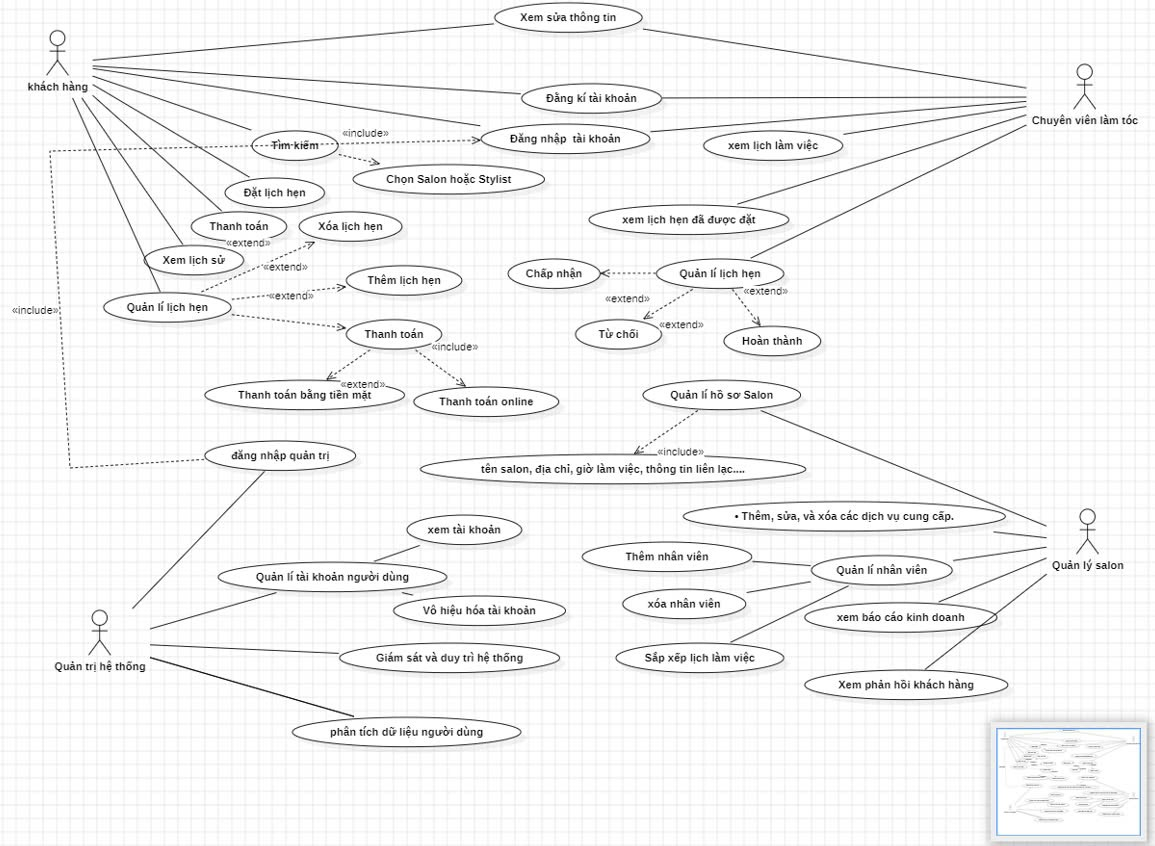 Xem sửa thông tin
khách hàng
Đằng kí tài khoản
Chuyên viên làm tóc
«include»
Đăng nhập tài khoản
Tìm kiếm
xem lịch làm việc
Chọn Salon hoặc Stylist
Đặt lịch hẹn
xem lịch hẹn đã được đặt
Thanh toán
Xóa lịch hẹn
«extend»
Xem lịch sử
«extend»
Chấp nhận
Quản lí lịch hẹn
Thêm lịch hẹn
«extend»
«extend»
«extend»
Quản lí lịch hẹn
«include»
«extend»
Thanh toán
Từ chối
Hoàn thành
«include»
«extend»
Thanh toán bằng tiền mặt
Thanh toán online
Quản lí hồ sơ Salon
«include»
đăng nhập quản trị
tên salon, địa chỉ, giờ làm việc, thông tin liên lạc....
• Thêm, sửa, và xóa các dịch vụ cung cấp.
xem tài khoản
Thêm nhân viên
Quản lý salon
Quản lí tài khoản người dùng
Quản lí nhân viên
Vô hiệu hóa tài khoản
xóa nhân viên
xem báo cáo kinh doanh
Quản trị hệ thống
Giám sát và duy trì hệ thống
Sắp xếp lịch làm việc
Xem phản hồi khách hàng
phân tích dữ liệu người dùng